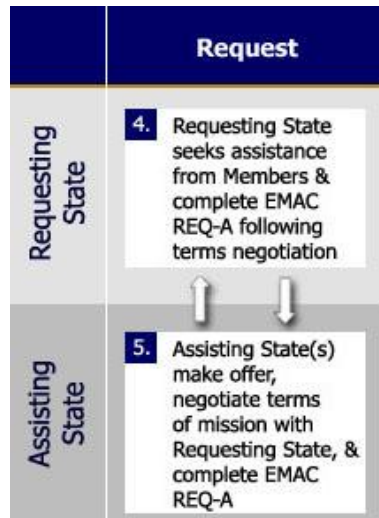 Request
Requesting
State
4.
Requesting State
seeks assistance
from Members &
complete EMAC
REQ-A following
terms negotiation
Assisting
State
5.
Assisting State(s)
make offer,
negotiate terms
of mission with
Requesting State, &
complete EMAC
REQ-A